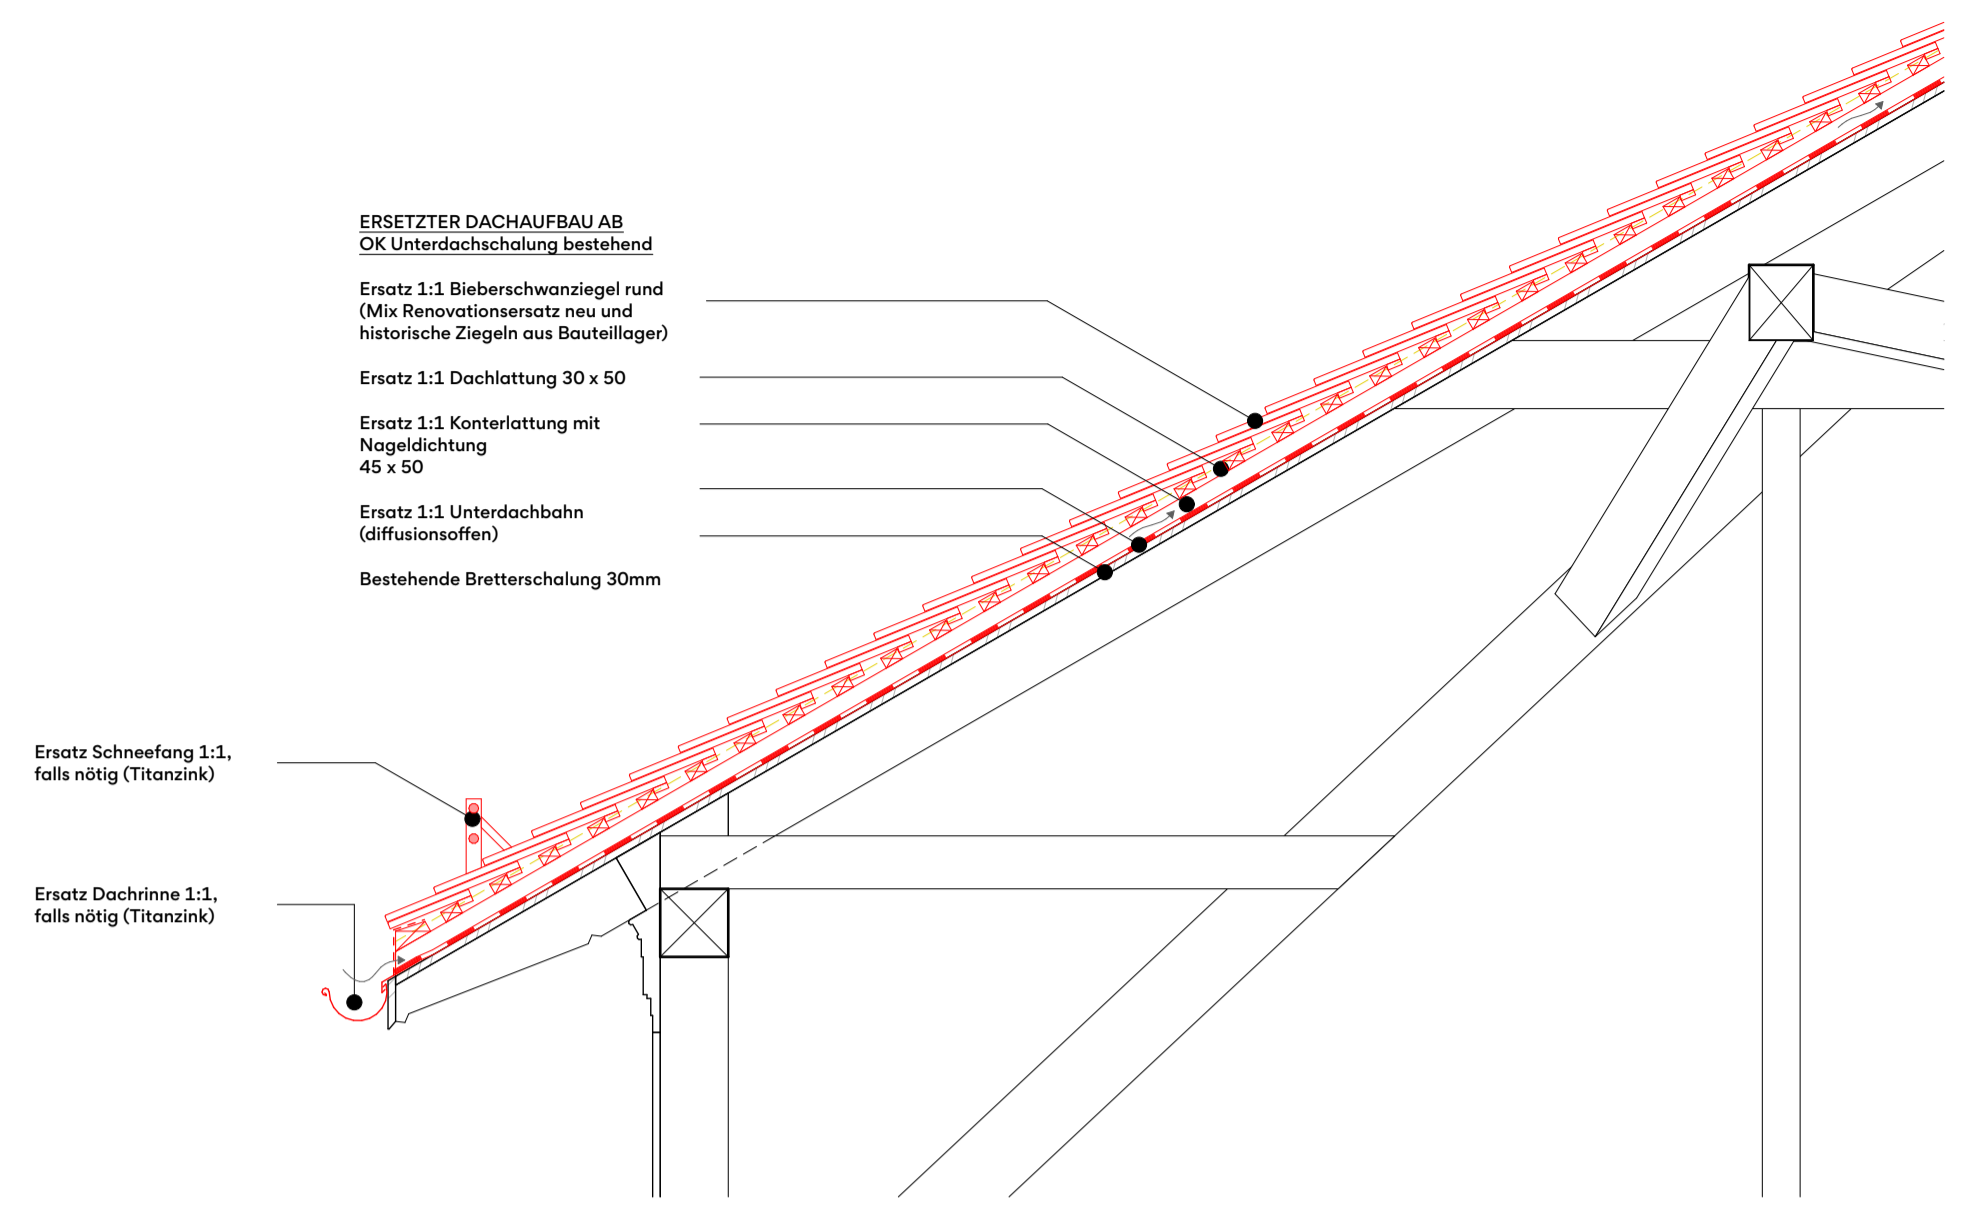 ERSETZTER DACHAUFBAU AB
OK Unterdachschalung bestehend
Ersatz 1:1 Bieberschwanziegel rund
(Mix Renovationsersatz neu und
historische Ziegeln aus Bauteillager)
Ersatz 1:1 Dachlattung 30 x 50
Ersatz 1:1 Konterlattung mit
Nageldichtung
45 x 50
Ersatz 1:1 Unterdachbahn
(diffusionsoffen)
Bestehende Bretterschalung 30mm
Ersatz Schneefang 1:1,
falls nötig (Titanzink)
Ersatz Dachrinne 1:1,
falls nötig (Titanzink)